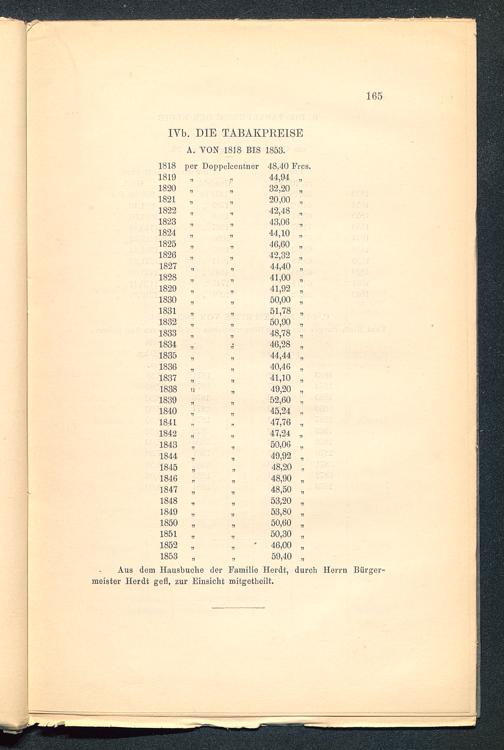 165
IVb. DIE TABAKPREISE
A. VON 1818 BIS 1853.
1818 per Doppelcentner 48,40 Frcs.
1819 „ „ 44,94 „
1820 „ „ 32,20 „
1821 „ „ 20,00 „
1822 „ „ 42,48 „
1823 „ „ 43,06 „
1824 „ „ 44,10 „
1825 „ „ 46,60 „
1826 „ „ 42,32 „
1827 „ „ 44,40 „
1828 „ „ 41,00 „
1829 „ „ 41,92 „
1830 „ „ 50,00 „
1831 „ „ 51,78 „
1832 „ „ 50,90 „
1833 „ „ 48,78 „
1834 „ „ 46,28 „
1835 „ „ 44,44 „
1836 „ „ 40,46 „
1837 „ „ 41,10 „
1838 „ „ 49,20 „
1839 „ „ 52,60 „
1840 „ „ 45,24 „
1841 „ „ 47,76 „
1842 „ „ 47,24 „
1843 „ „ 50,06 „
1844 „ „ 49,92 „
1845 „ „ 48,20 „
1846 „ „ 48,90 „
1847 „ „ 48,50 „
1848 „ „ 53,20 „
1849 „ „ 53,80 „
1850 „ „ 50,60 „
1851 „ „ 50,30 „
1852 „ „ 46,00 „
1853 „ „ 59,40 „
Aus dem Hausbuche der Familie Herdt, durch Herrn Bürger-
meister Herdt gefl, zur Einsicht mitgetheilt.